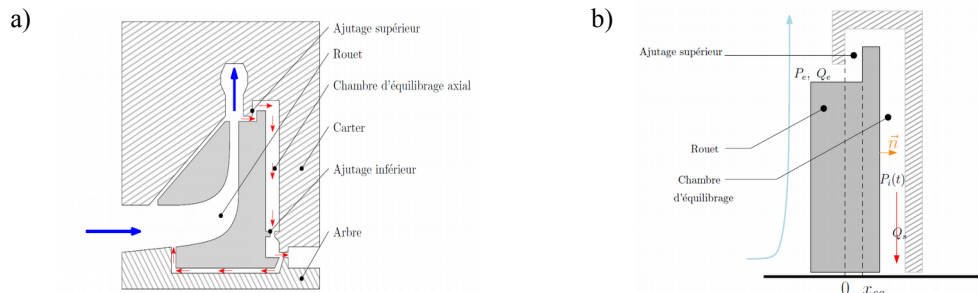 a)
Ajutage supérieur
Rouet
Chambre d'équilibrage axial
Carter
Ajutage inférieur
Arbre
b)
Ajutage supérieur
P_e, Q_e
Rouet
n⃗
Chambre
d'équilibrage
P_i(t)
Q_s
0 x_eq